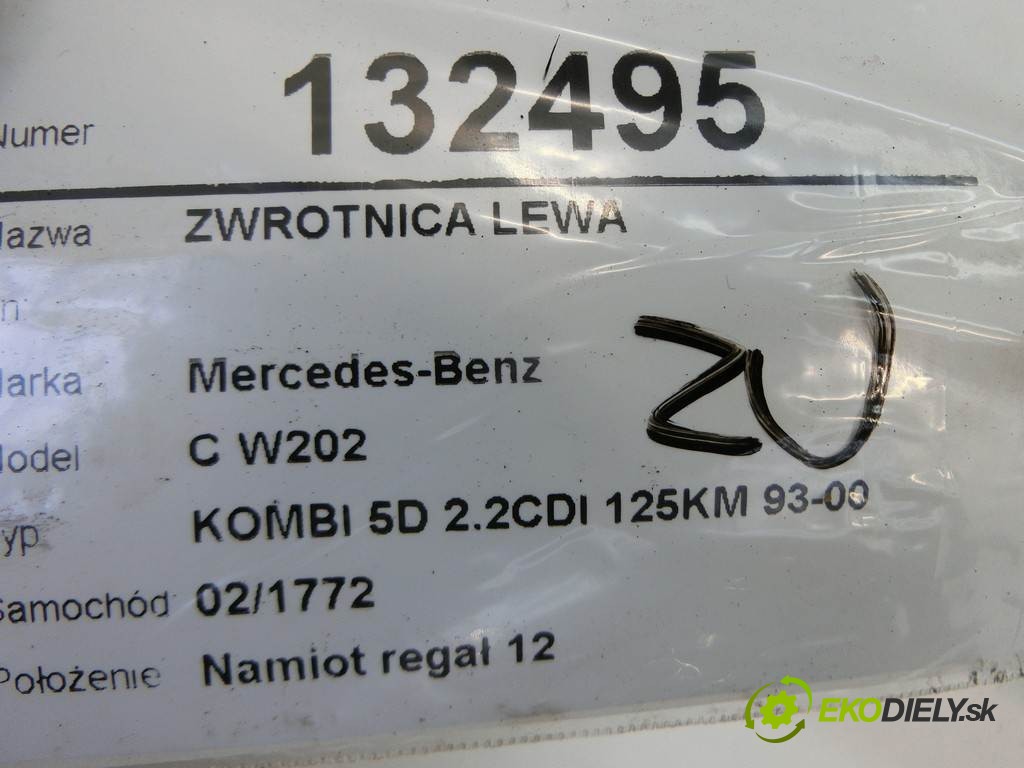 Numer 132495
Nazwa ZWROTNICA LEWA
Marka Mercedes-Benz
Model C W202
Typ KOMBI 5D 2.2CDI 125KM 93-00
Samochód 02/1772
Położenie Namiot regał 12
ZU
EKODIELY.sk